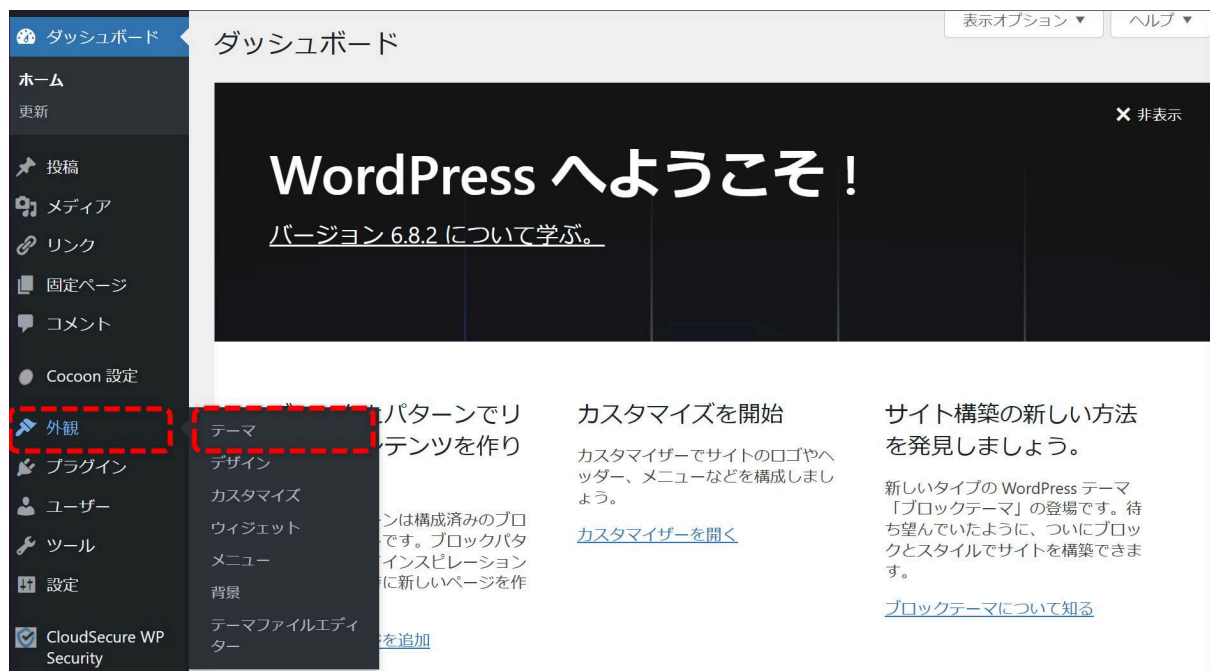 ダッシュボード
ホーム
更新
投稿
メディア
リンク
固定ページ
コメント
Cocoon 設定
外観
プラグイン
ユーザー
ツール
設定
CloudSecure WP
Security
テーマ
デザイン
カスタマイズ
ウィジェット
メニュー
背景
テーマファイルエディ
ター
表示オプション ▼
ヘルプ ▼
ダッシュボード
非表示
WordPress へようこそ !
バージョン 6.8.2 について学ぶ。
パターンでリ
ンテンツを作り
ンは構成済みのブロ
です。ブロックパタ
インスピレーション
に新しいページを作
を追加
カスタマイズを開始
カスタマイザーでサイトのロゴやヘ
ッダー、メニューなどを構成しまし
ょう。
カスタマイザーを開く
サイト構築の新しい方法
を発見しましょう。
新しいタイプの WordPress テーマ
「ブロックテーマ」の登場です。待
ち望んでいたように、ついにブロッ
クとスタイルでサイトを構築できま
す。
ブロックテーマについて知る